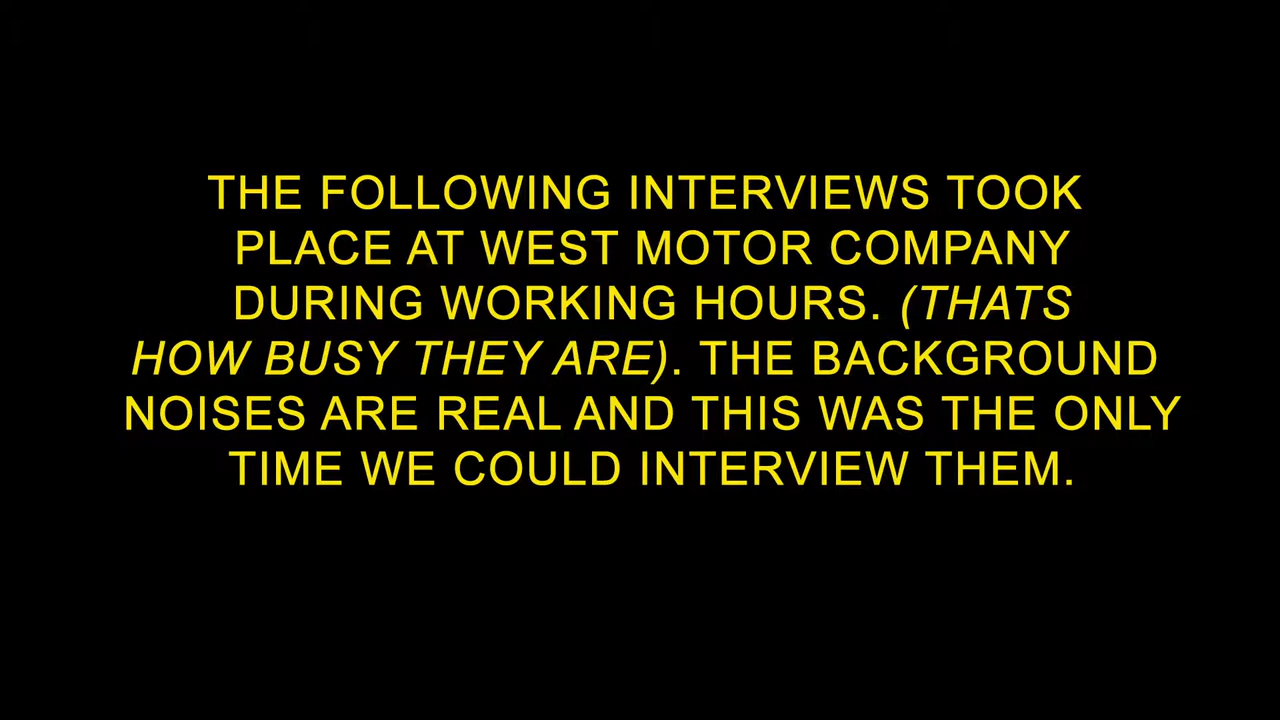 THE FOLLOWING INTERVIEWS TOOK
PLACE AT WEST MOTOR COMPANY
DURING WORKING HOURS. (THATS
HOW BUSY THEY ARE). THE BACKGROUND
NOISES ARE REAL AND THIS WAS THE ONLY
TIME WE COULD INTERVIEW THEM.